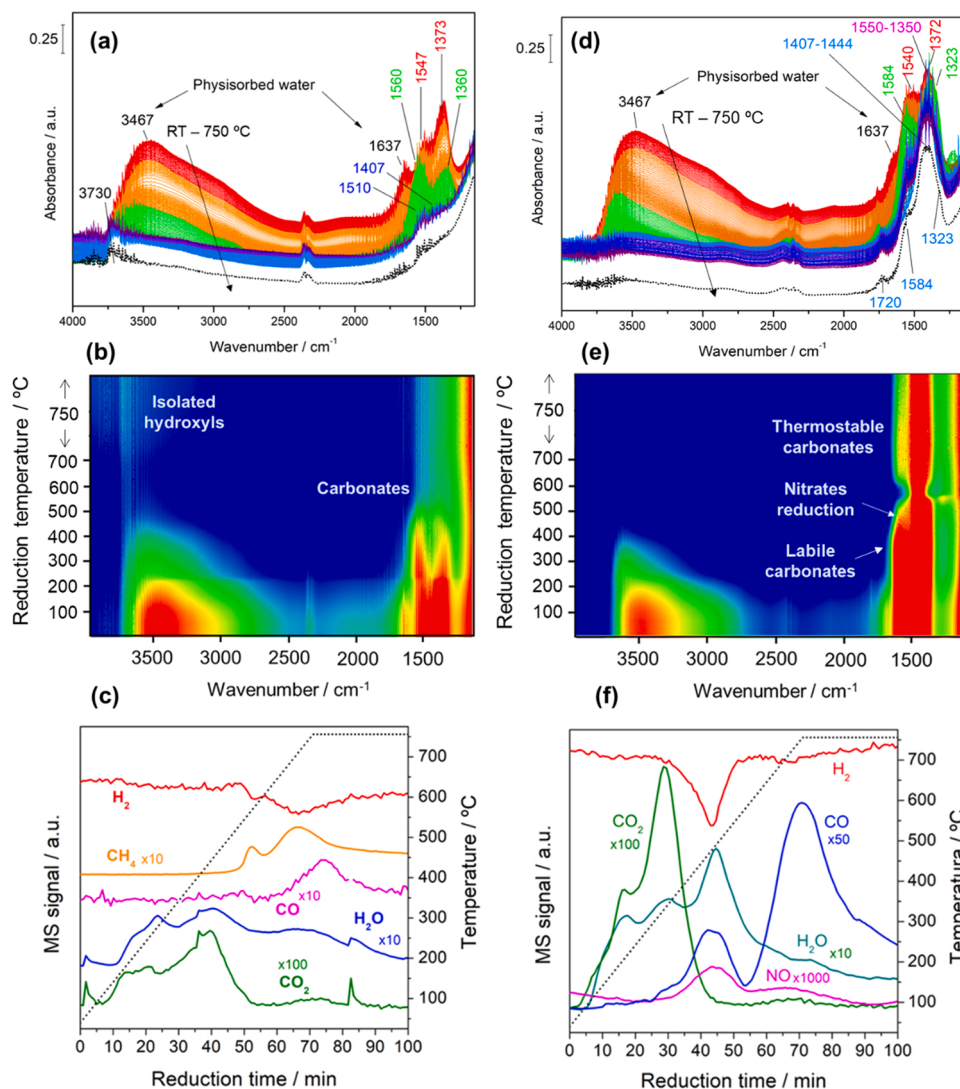 (a)
0.25
1373
1547
1560
1360
Physisorbed water
3467
RT – 750 ºC
1637
1407
1510
3730
Absorbance / a.u.
4000 3500 3000 2500 2000 1500
Wavenumber / cm-1
(d)
0.25
1550-1350
1407-1444
1372
1540
1584
1323
Physisorbed water
3467
RT – 750 ºC
1637
1323
1584
1720
Absorbance / a.u.
4000 3500 3000 2500 2000 1500
Wavenumber / cm-1
(b)
Reduction temperature / ºC
750
700
600
500
400
300
200
100
Isolated
hydroxyls
Carbonates
3500 3000 2500 2000 1500
Wavenumber / cm-1
(e)
Reduction temperature / ºC
750
700
600
500
400
300
200
100
Thermostable
carbonates
Nitrates
reduction
Labile
carbonates
3500 3000 2500 2000 1500
Wavenumber / cm-1
(c)
MS signal / a.u.
H2
CH4 x10
CO x10
H2O
x10
x100
CO2
700
600
500
400
300
200
100
Temperature / ºC
0 10 20 30 40 50 60 70 80 90 100
Reduction time / min
(f)
MS signal / a.u.
H2
CO2
x100
CO
x50
H2O
x10
NO x1000
700
600
500
400
300
200
100
Temperature / ºC
0 10 20 30 40 50 60 70 80 90 100
Reduction time / min